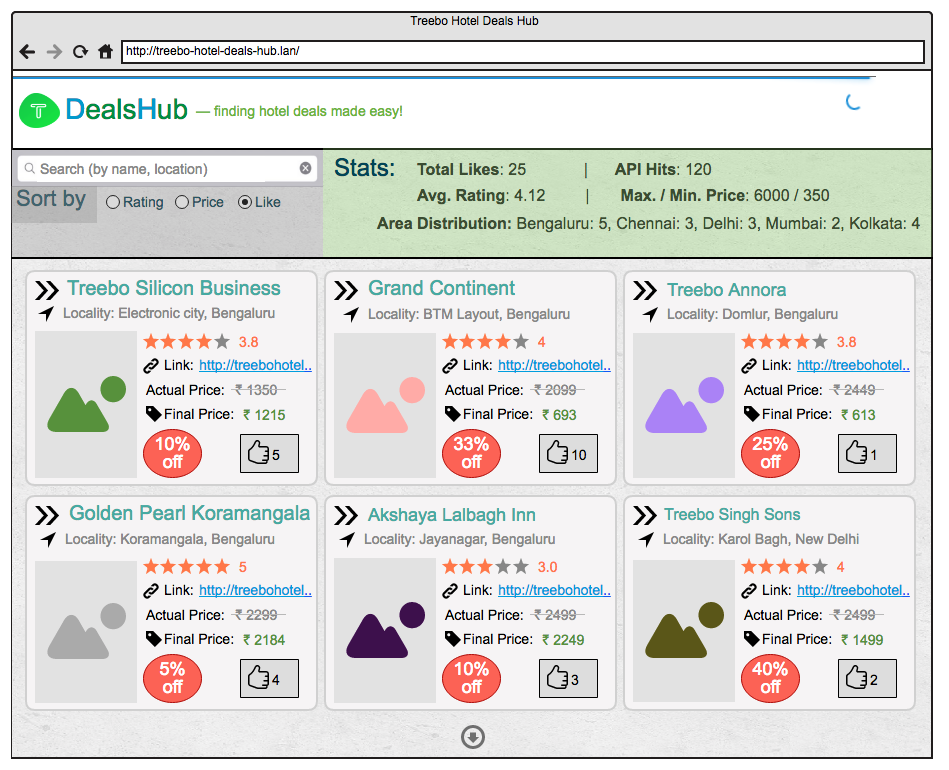 Treebo Hotel Deals Hub
http://treebo-hotel-deals-hub.lan/
T DealsHub — finding hotel deals made easy!
Search (by name, location)
Sort by
Rating Price Like
Stats: Total Likes: 25 | API Hits: 120
Avg. Rating: 4.12 | Max. / Min. Price: 6000 / 350
Area Distribution: Bengaluru: 5, Chennai: 3, Delhi: 3, Mumbai: 2, Kolkata: 4
Treebo Silicon Business
Locality: Electronic city, Bengaluru
3.8
Link: http://treebohotel..
Actual Price: ₹ 1350
Final Price: ₹ 1215
10% off
5
Grand Continent
Locality: BTM Layout, Bengaluru
4
Link: http://treebohotel..
Actual Price: ₹ 2099
Final Price: ₹ 693
33% off
10
Treebo Annora
Locality: Domlur, Bengaluru
3.8
Link: http://treebohotel..
Actual Price: ₹ 2449
Final Price: ₹ 613
25% off
1
Golden Pearl Koramangala
Locality: Koramangala, Bengaluru
5
Link: http://treebohotel..
Actual Price: ₹ 2299
Final Price: ₹ 2184
5% off
4
Akshaya Lalbagh Inn
Locality: Jayanagar, Bengaluru
3.0
Link: http://treebohotel..
Actual Price: ₹ 2499
Final Price: ₹ 2249
10% off
3
Treebo Singh Sons
Locality: Karol Bagh, New Delhi
4
Link: http://treebohotel..
Actual Price: ₹ 2499
Final Price: ₹ 1499
40% off
2